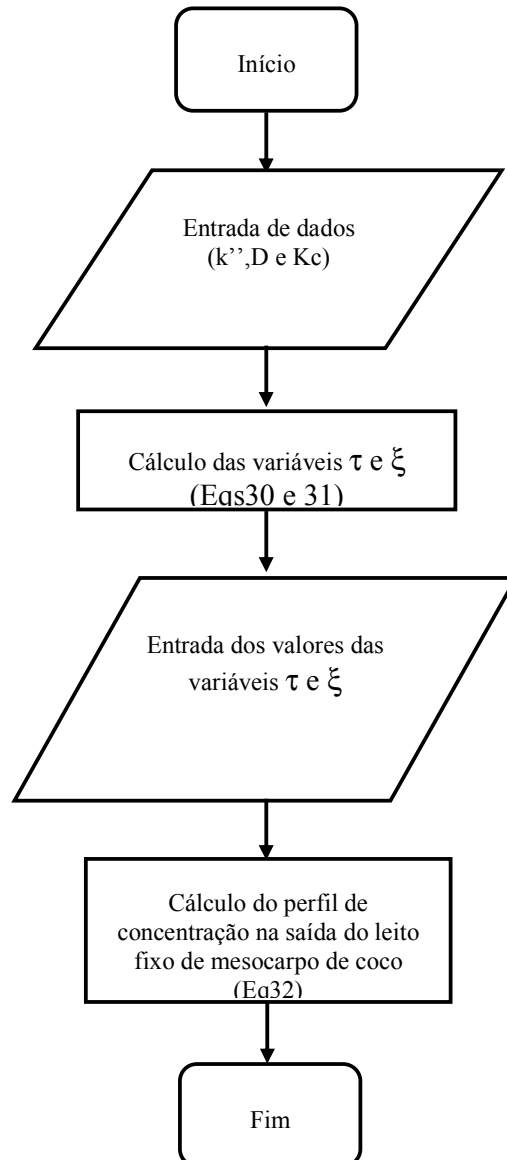 Início
Entrada de dados
(k’’,D e Kc)
Cálculo das variáveis τ e ξ
(Eqs30 e 31)
Entrada dos valores das
variáveis τ e ξ
Cálculo do perfil de
concentração na saída do leito
fixo de mesocarpo de coco
(Eq32)
Fim